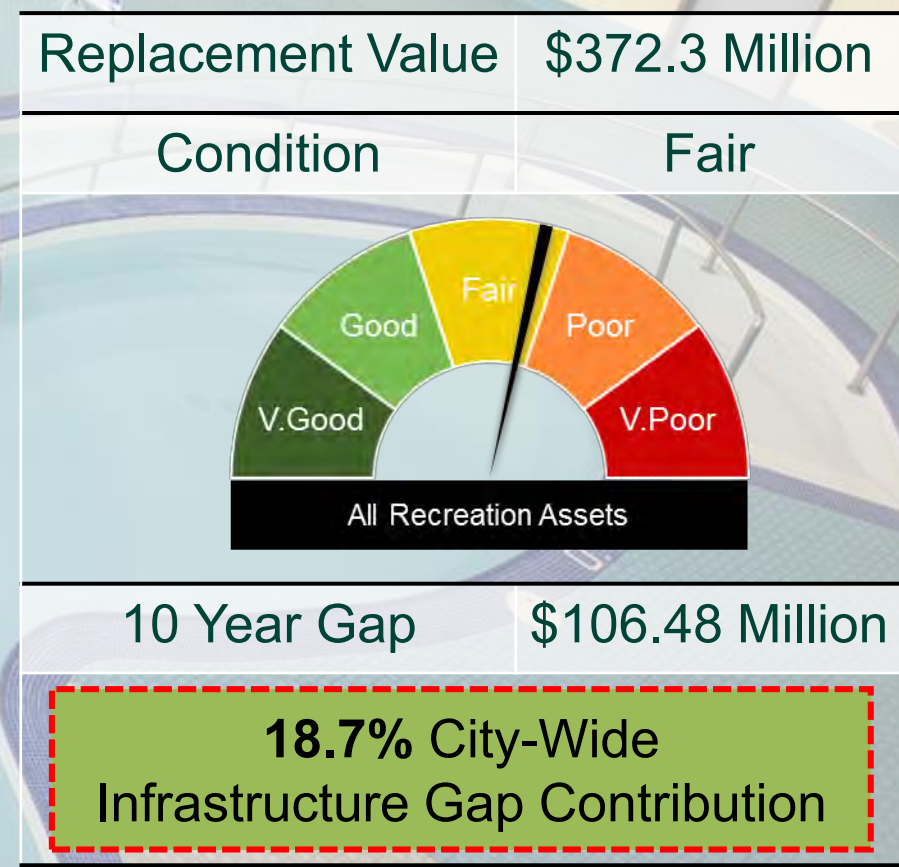 Replacement Value $372.3 Million
Condition Fair
Fair
Good Poor
V.Good V.Poor
All Recreation Assets
10 Year Gap $106.48 Million
18.7% City-Wide
Infrastructure Gap Contribution